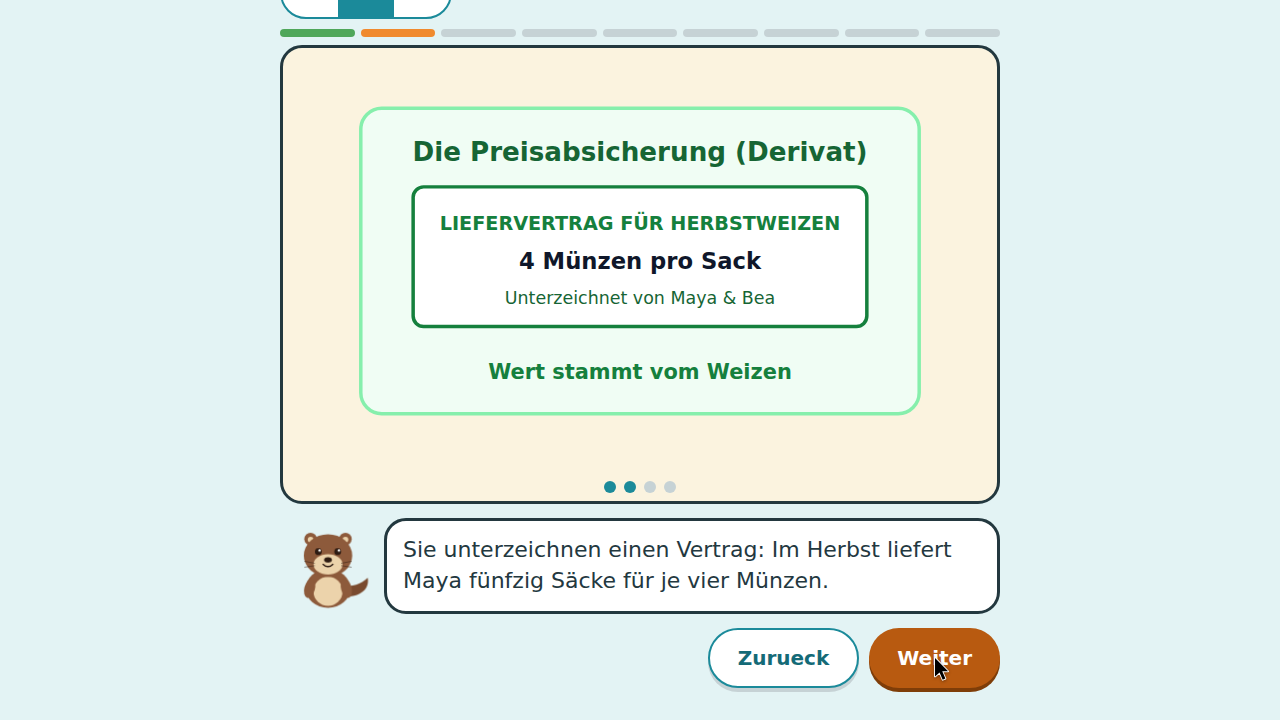 Die Preisabsicherung (Derivat)
LIEFERVERTRAG FÜR HERBSTWEIZEN
4 Münzen pro Sack
Unterzeichnet von Maya & Bea
Wert stammt vom Weizen
Sie unterzeichnen einen Vertrag: Im Herbst liefert
Maya fünfzig Säcke für je vier Münzen.
Zurueck
Weiter